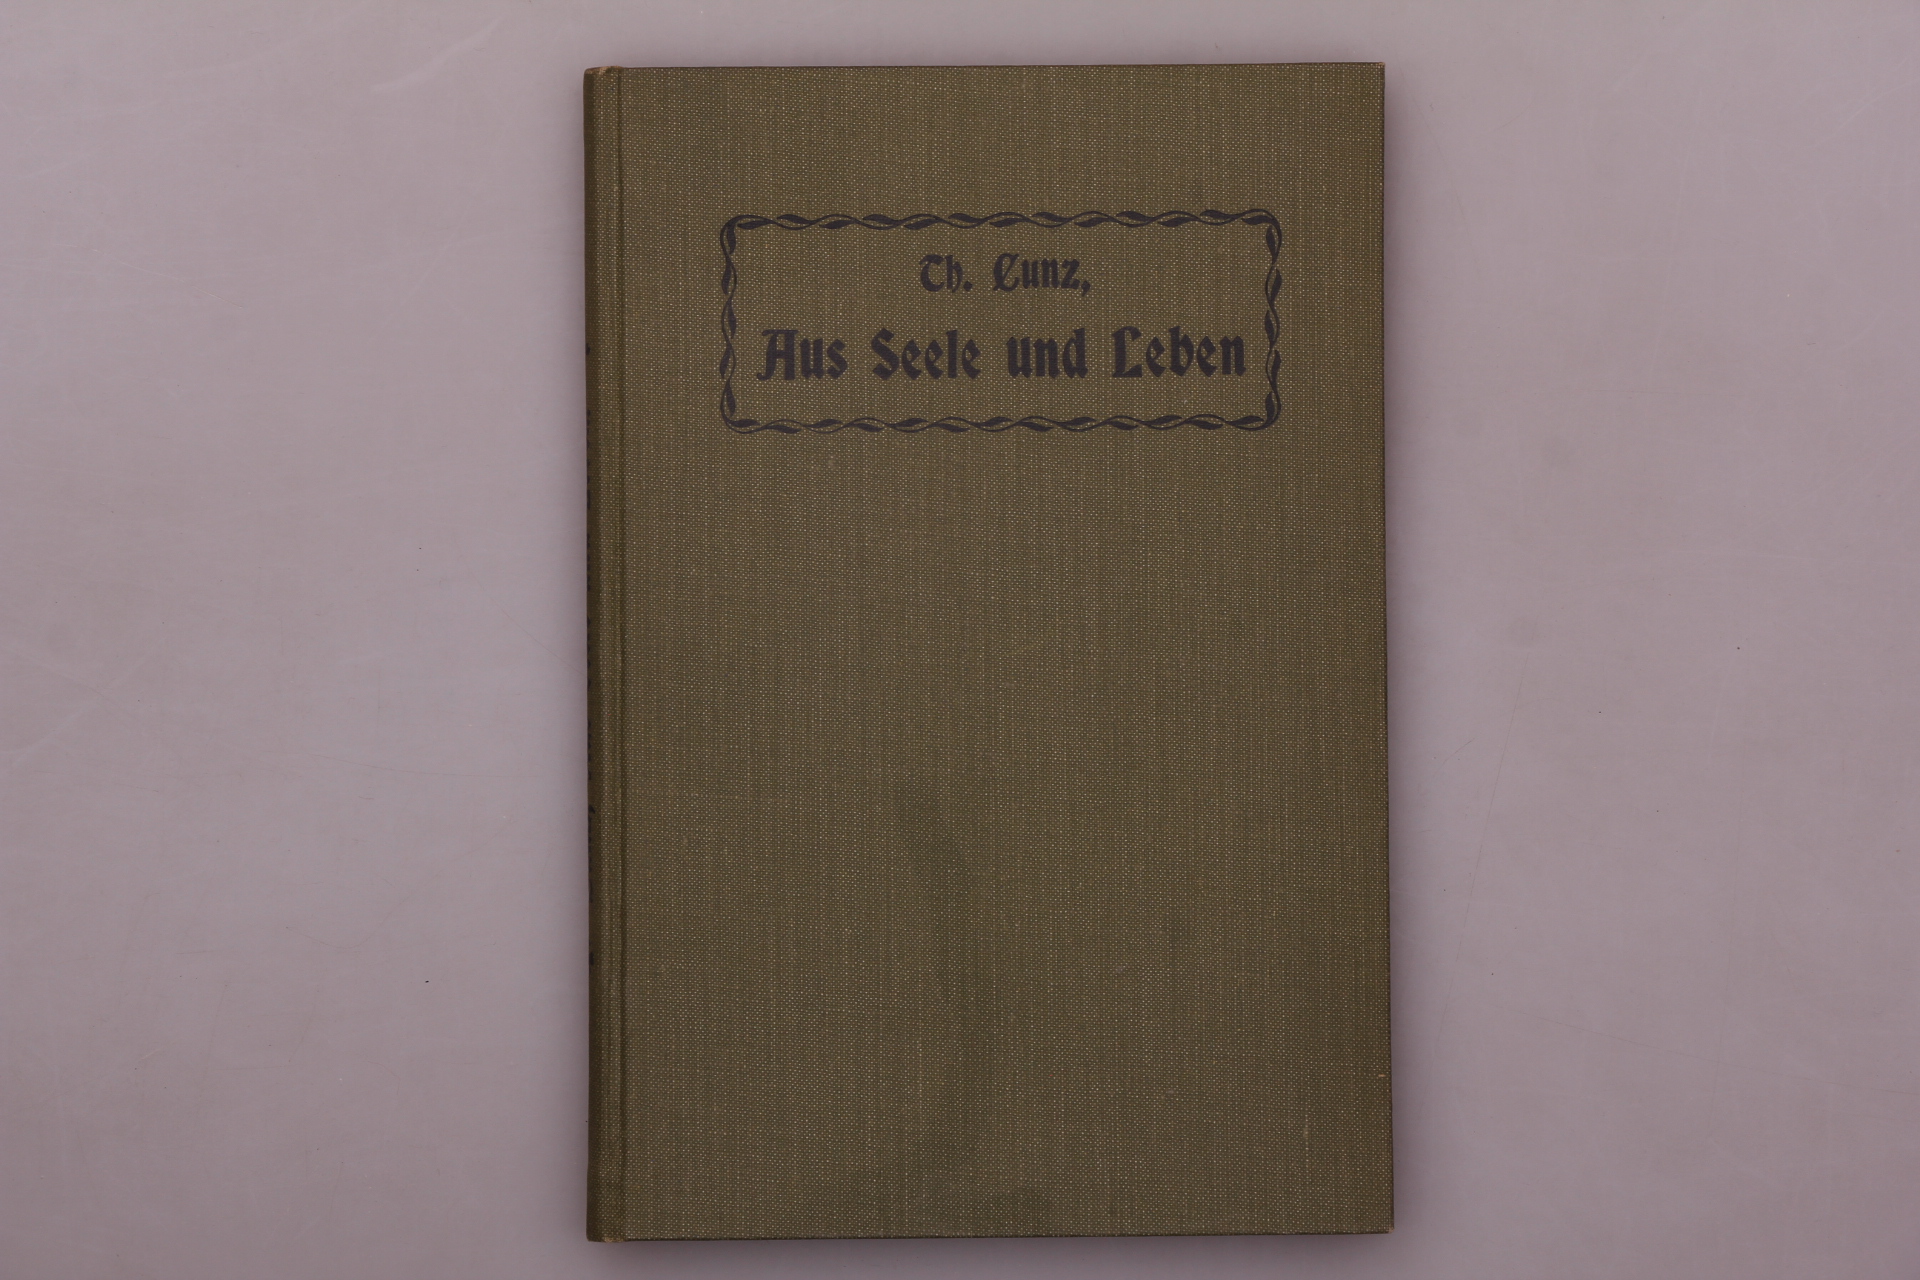 Th. Cunz,
Aus Seele und Leben